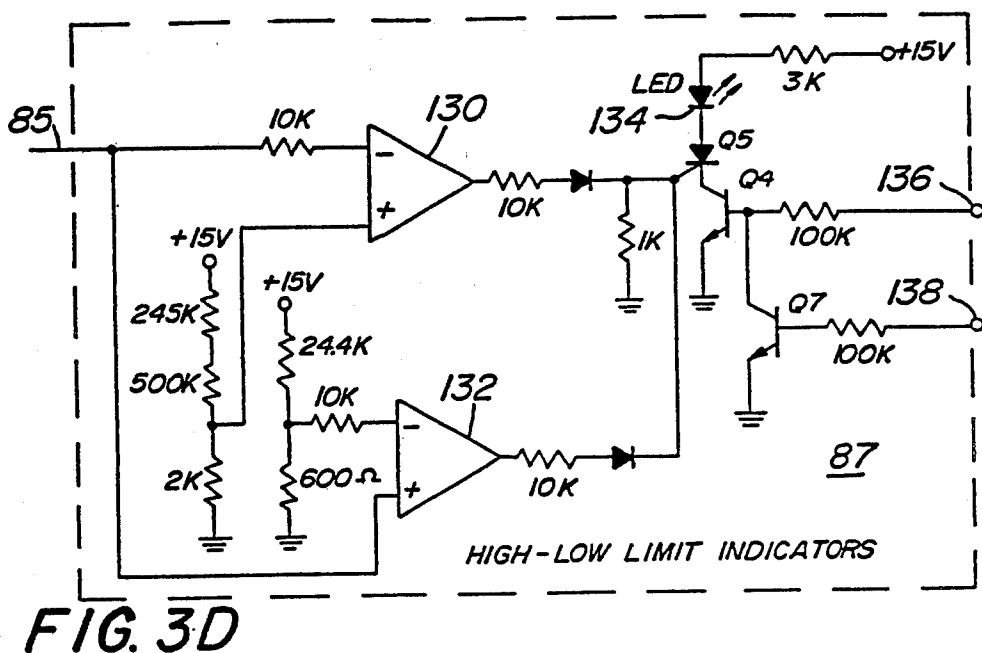 +15V
3K
LED
134
Q5
130
10K
85
Q4
136
10K
100K
1K
+15V
+15V
Q7
138
245K
24.4K
100K
500K
10K
132
87
2K
600Ω
10K
HIGH-LOW LIMIT INDICATORS
FIG. 3D